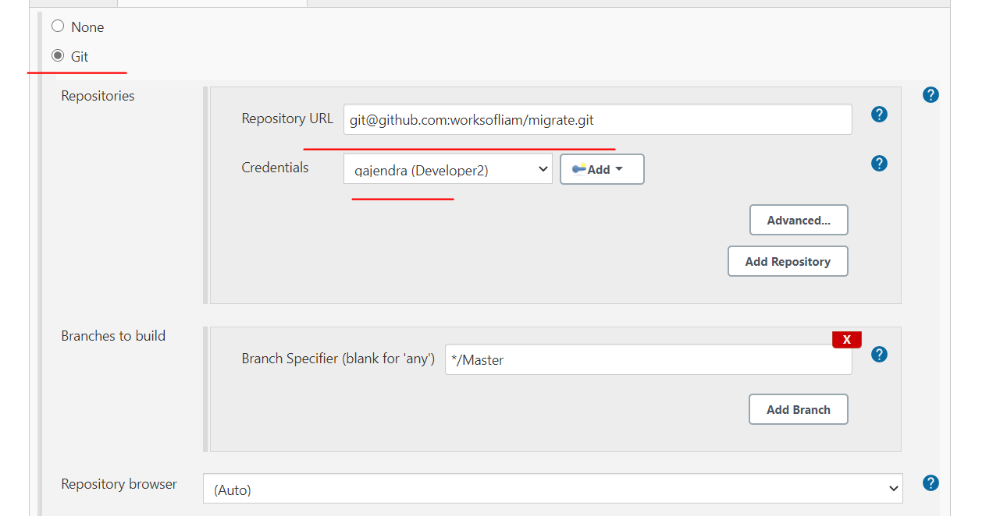 None
Git
Repositories
?
Repository URL git@github.com:worksofliam/migrate.git ?
Credentials gajendra (Developer2) Add ?
Advanced...
Add Repository
Branches to build
X
Branch Specifier (blank for 'any') */Master ?
Add Branch
Repository browser (Auto) ?